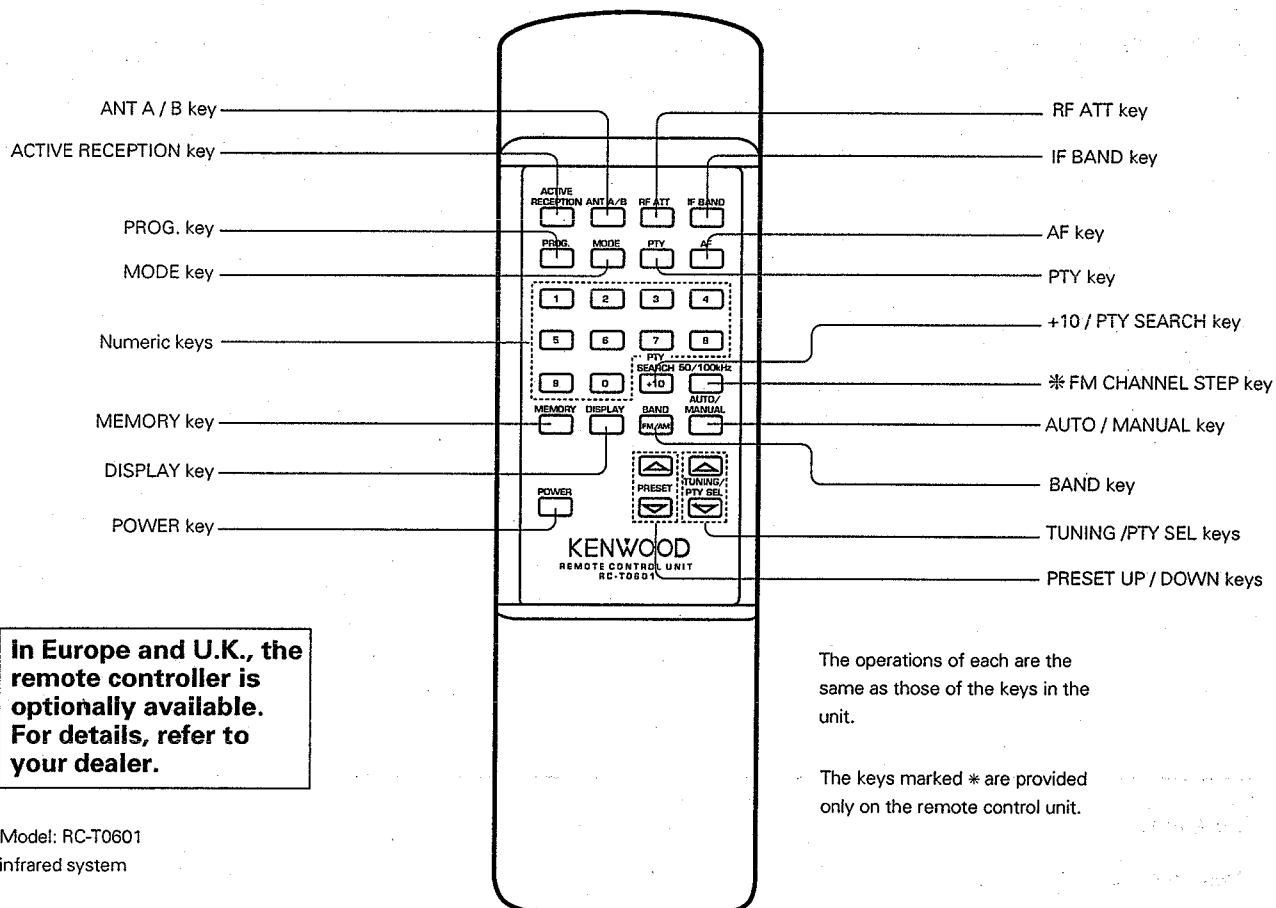 ANT A / B key
ACTIVE RECEPTION key
PROG. key
MODE key
Numeric keys
MEMORY key
DISPLAY key
POWER key
ACTIVE
RECEPTION ANT A/B RF ATT IF BAND
PROG. MODE PTY AF
1 2 3 4
5 6 7 8
PTY
SEARCH 50/100kHz
9 0 +10
AUTO/
MEMORY DISPLAY BAND MANUAL
FM/AM
PRESET TUNING/
PTY SEL
POWER
KENWOOD
REMOTE CONTROL UNIT
RC-T0601
RF ATT key
IF BAND key
AF key
PTY key
+10 / PTY SEARCH key
✻ FM CHANNEL STEP key
AUTO / MANUAL key
BAND key
TUNING /PTY SEL keys
PRESET UP / DOWN keys
In Europe and U.K., the
remote controller is
optionally available.
For details, refer to
your dealer.
Model: RC-T0601
infrared system
The operations of each are the
same as those of the keys in the
unit.
The keys marked ✻ are provided
only on the remote control unit.